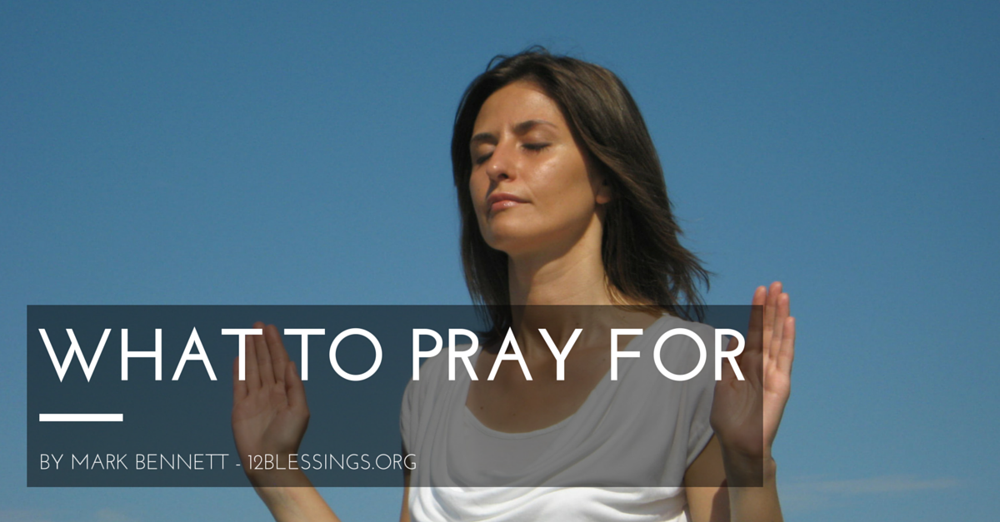 WHAT TO PRAY FOR
BY MARK BENNETT - 12BLESSINGS.ORG